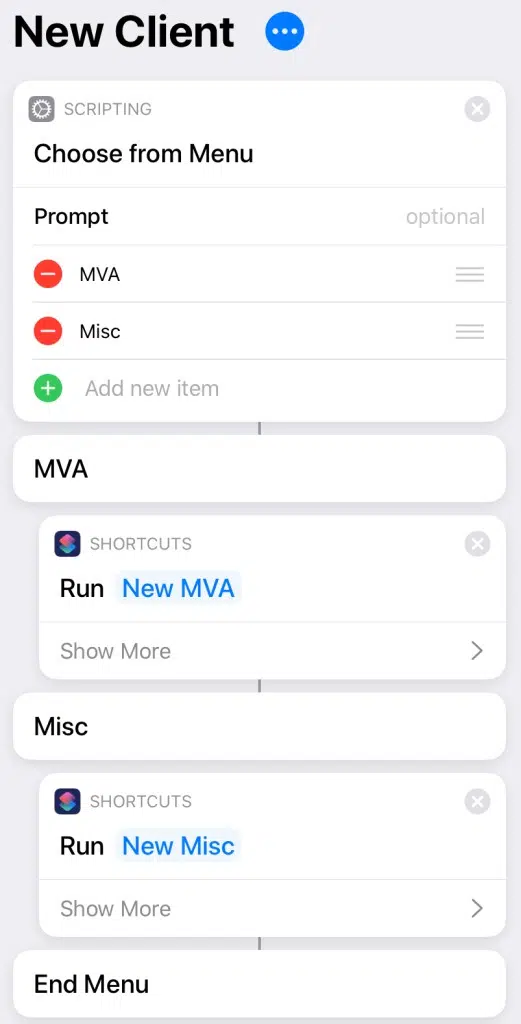 New Client
SCRIPTING
Choose from Menu
Prompt optional
MVA
Misc
Add new item
MVA
SHORTCUTS
Run New MVA
Show More
Misc
SHORTCUTS
Run New Misc
Show More
End Menu